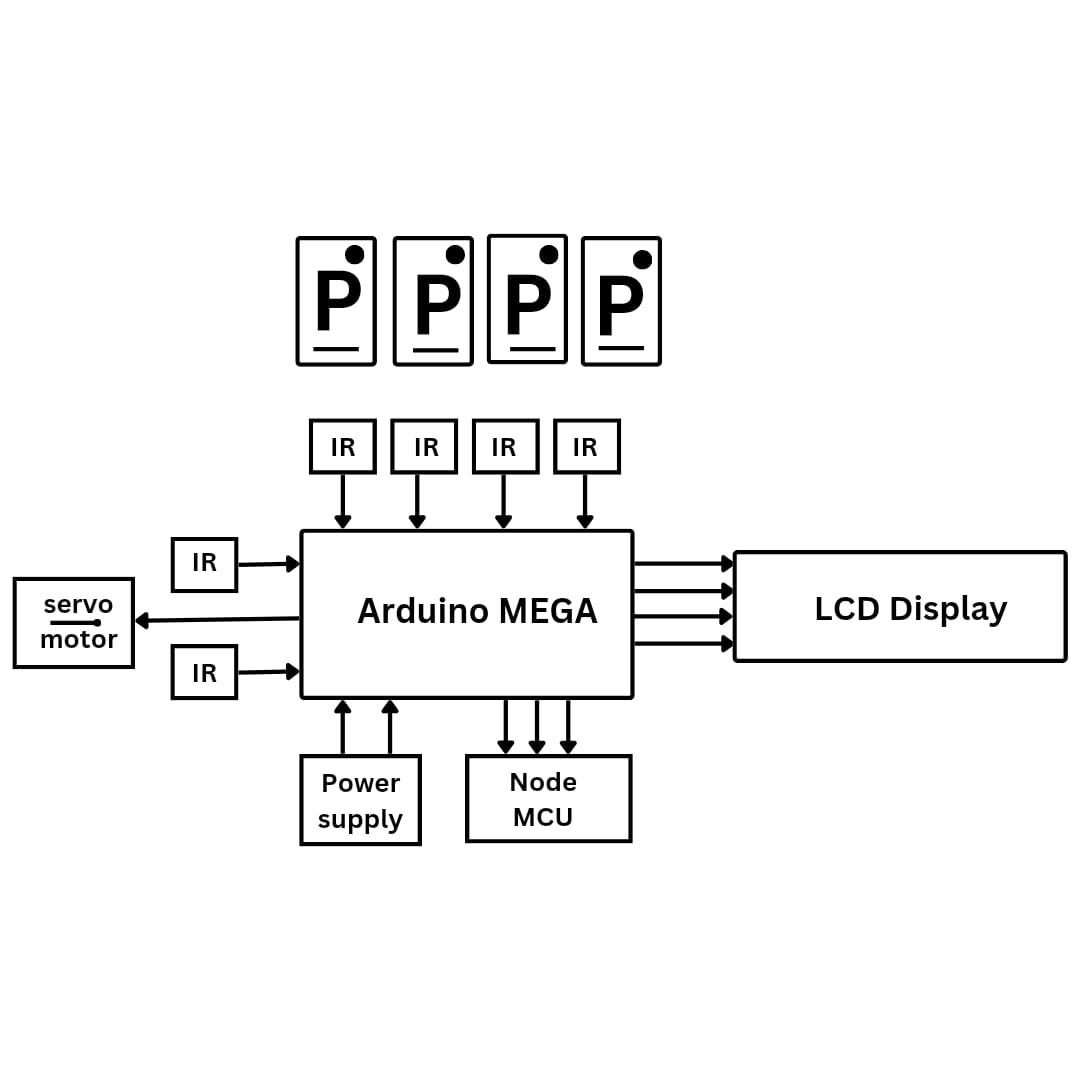 P P P P
IR IR IR IR
IR
servo
motor
Arduino MEGA
LCD Display
IR
Power
supply
Node
MCU